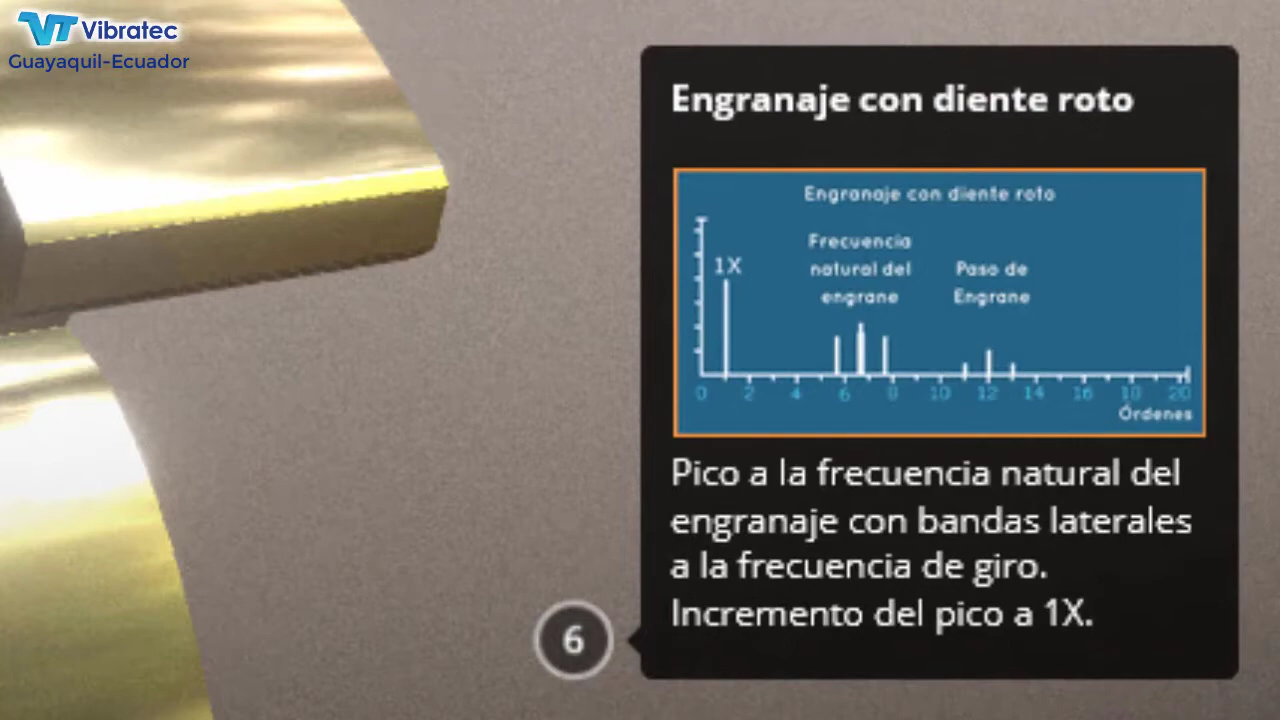 VT Vibratec
Guayaquil-Ecuador
Engranaje con diente roto
Engranaje con diente roto
Frecuencia
natural del
engrane
Paso de
Engrane
1X
0 2 4 6 8 10 12 14 16 18 20
Órdenes
Pico a la frecuencia natural del
engranaje con bandas laterales
a la frecuencia de giro.
Incremento del pico a 1X.
6